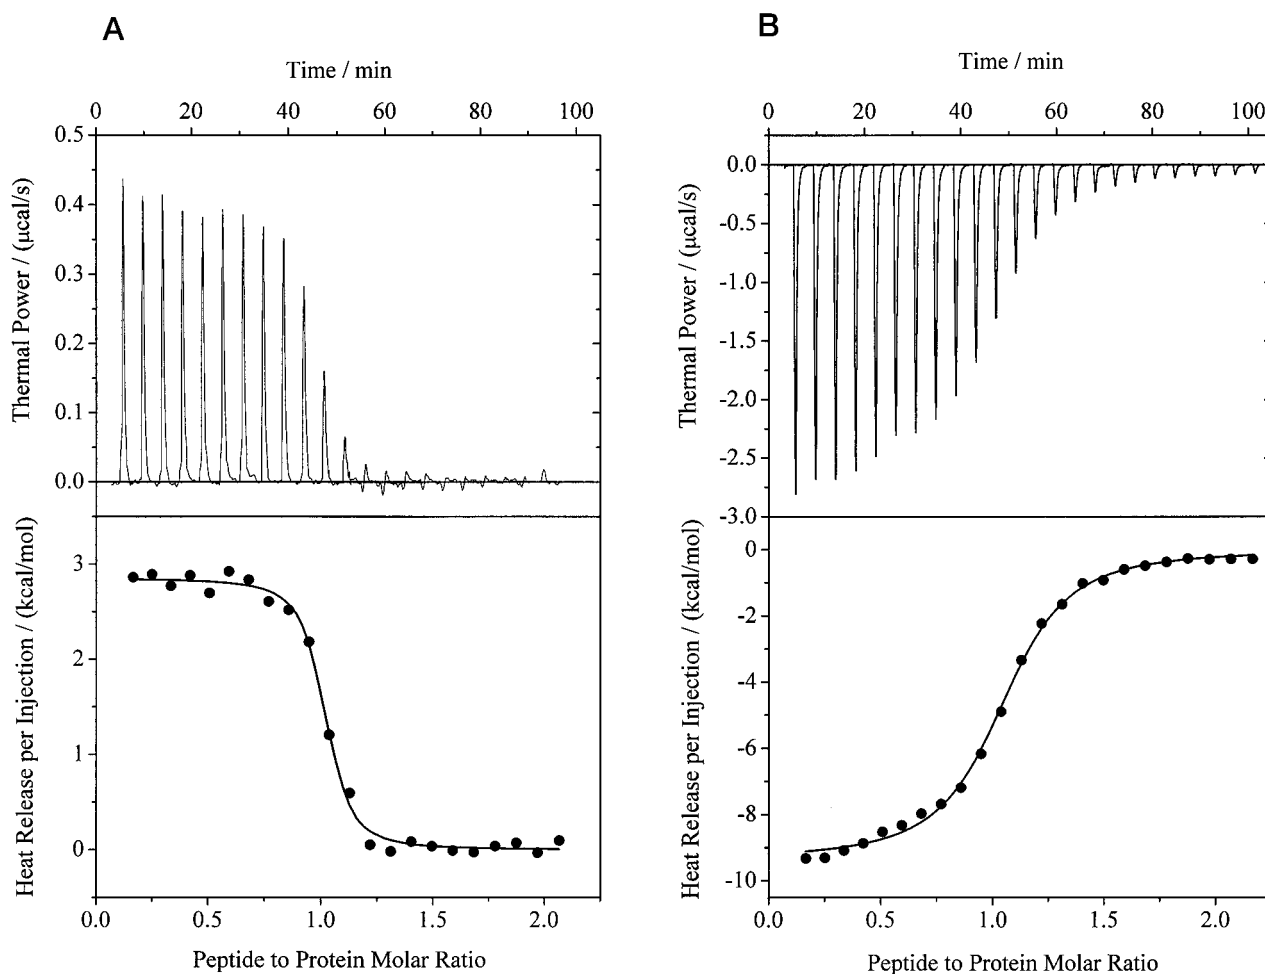 A
Time / min
0 20 40 60 80 100
0.5
0.4
0.3
0.2
0.1
0.0
Thermal Power / (μcal/s)
3
2
1
0
Heat Release per Injection / (kcal/mol)
0.0 0.5 1.0 1.5 2.0
Peptide to Protein Molar Ratio
B
Time / min
0 20 40 60 80 100
0.0
-0.5
-1.0
-1.5
-2.0
-2.5
-3.0
Thermal Power / (μcal/s)
0
-2
-4
-6
-8
-10
Heat Release per Injection / (kcal/mol)
0.0 0.5 1.0 1.5 2.0
Peptide to Protein Molar Ratio